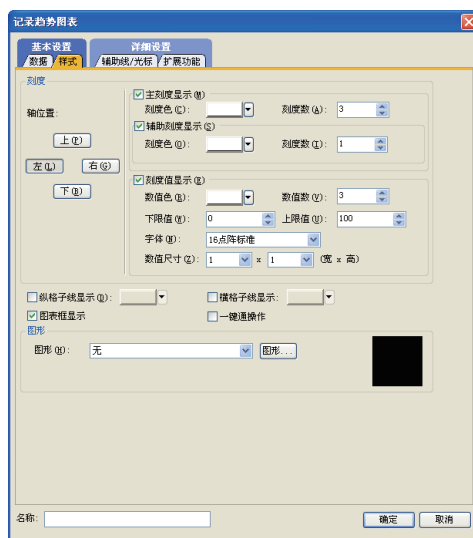 记录趋势图表
基本设置 详细设置
数据 样式 辅助线/光标 扩展功能
刻度
轴位置:
上(P)
左(L) 右(G)
下(B)
主刻度显示(M)
刻度色(C): 刻度数(A): 3
辅助刻度显示(S)
刻度色(O): 刻度数(I): 1
刻度值显示(E)
数值色(R): 数值数(V): 3
下限值(W): 0 上限值(U): 100
字体(N): 16点阵标准
数值尺寸(Z): 1 x 1 (宽 x 高)
纵格子线显示(D): 横格子线显示:
图表框显示 一键通操作
图形
图形(H): 无 图形...
名称: 确定 取消